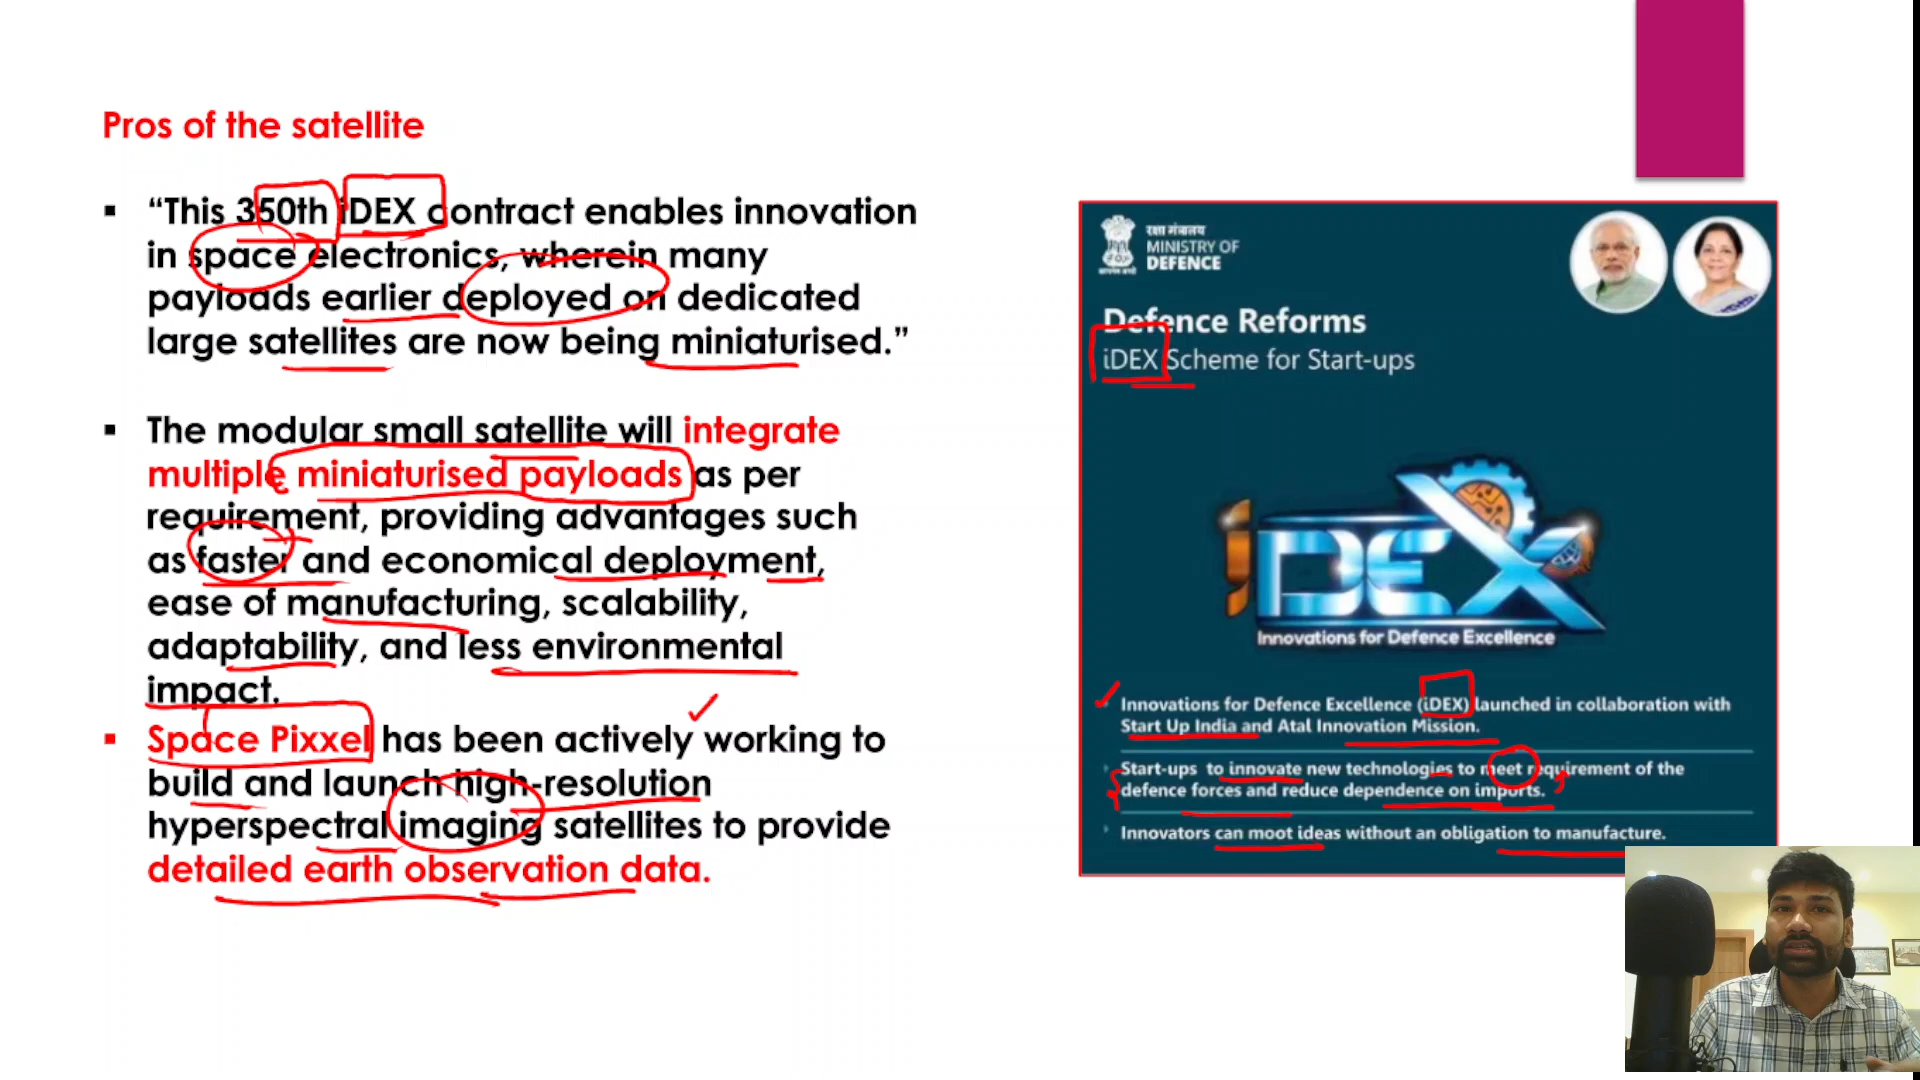 Pros of the satellite
▪ “This 350th iDEX contract enables innovation
in space electronics, wherein many
payloads earlier deployed on dedicated
large satellites are now being miniaturised.”
▪ The modular small satellite will integrate
multiple miniaturised payloads as per
requirement, providing advantages such
as faster and economical deployment,
ease of manufacturing, scalability,
adaptability, and less environmental
impact.
▪ Space Pixxel has been actively working to
build and launch high-resolution
hyperspectral imaging satellites to provide
detailed earth observation data.
रक्षा मंत्रालय
MINISTRY OF
DEFENCE
सत्यमेव जयते
Defence Reforms
iDEX Scheme for Start-ups
iDEX
Innovations for Defence Excellence
Innovations for Defence Excellence (iDEX) launched in collaboration with
Start Up India and Atal Innovation Mission.
Start-ups to innovate new technologies to meet requirement of the
defence forces and reduce dependence on imports.
Innovators can moot ideas without an obligation to manufacture.